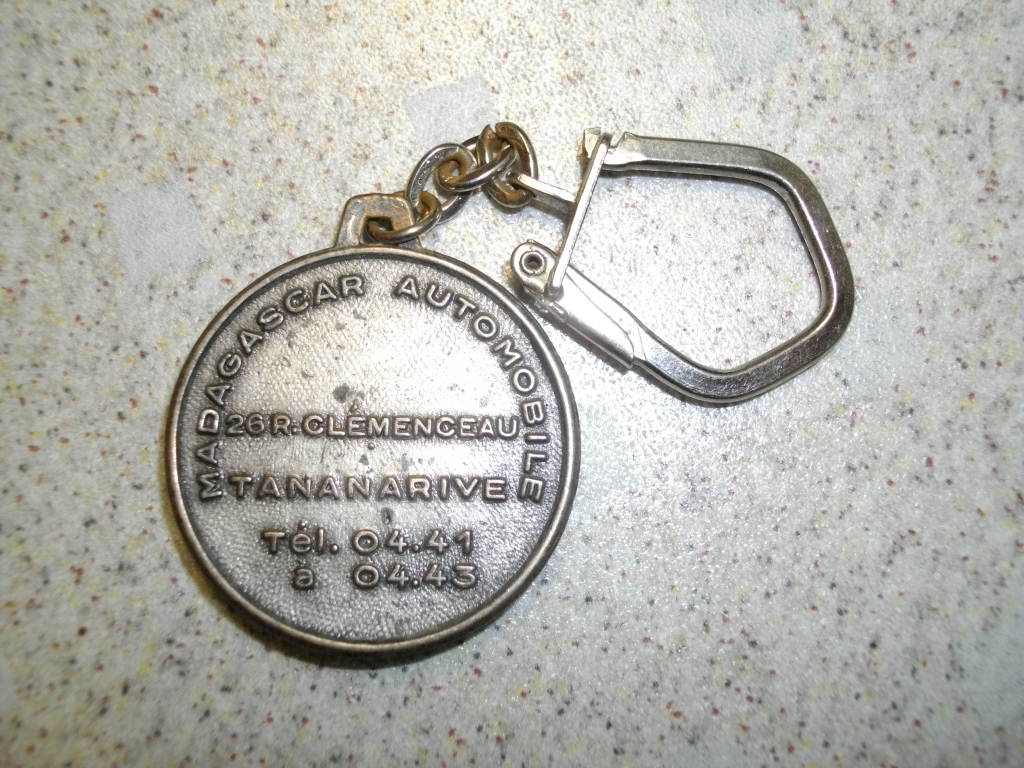 MADAGASCAR AUTOMOBILE
26 R. CLÉMENCEAU
TANANARIVE
Tél. 04.41
à 04.43